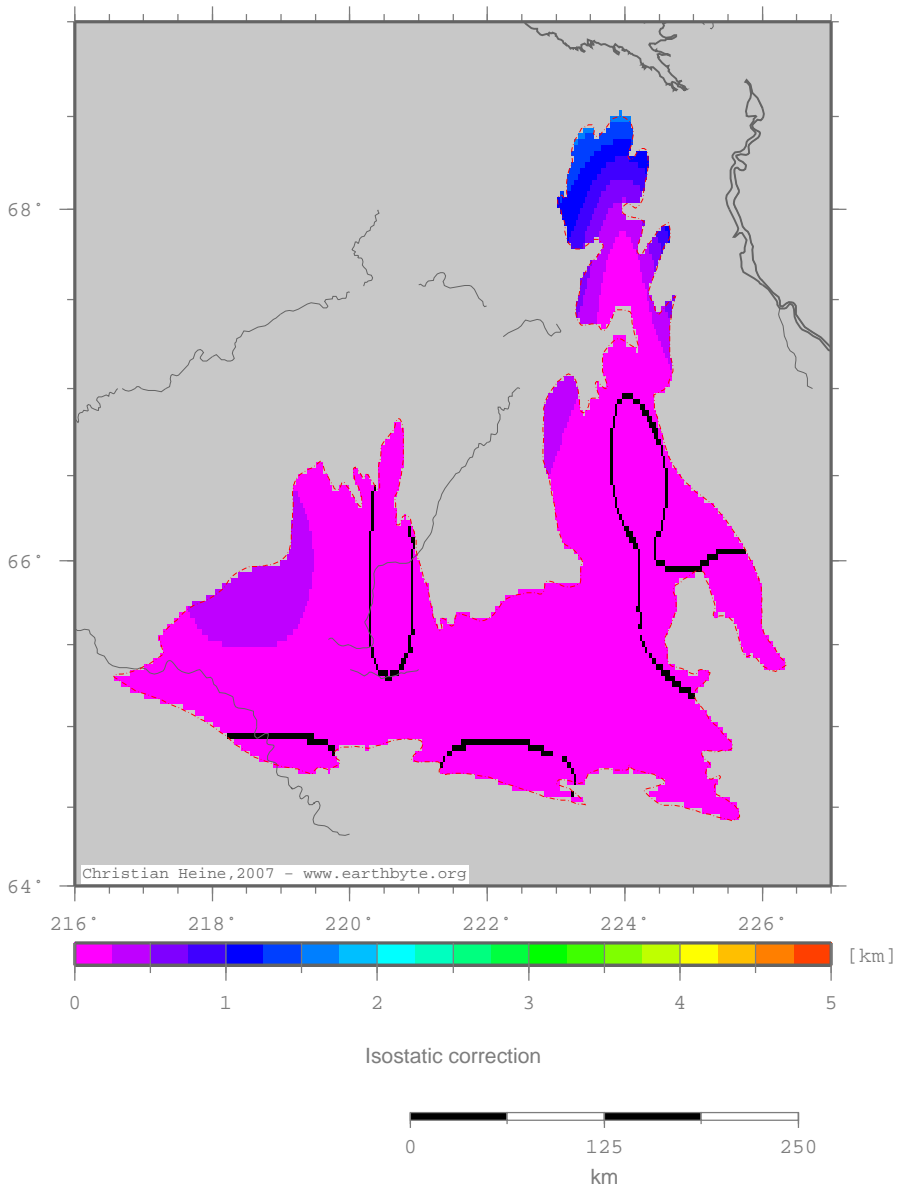 68°
66°
64°
Christian Heine,2007 - www.earthbyte.org
216° 218° 220° 222° 224° 226°
[km]
0 1 2 3 4 5
Isostatic correction
0 125 250
km